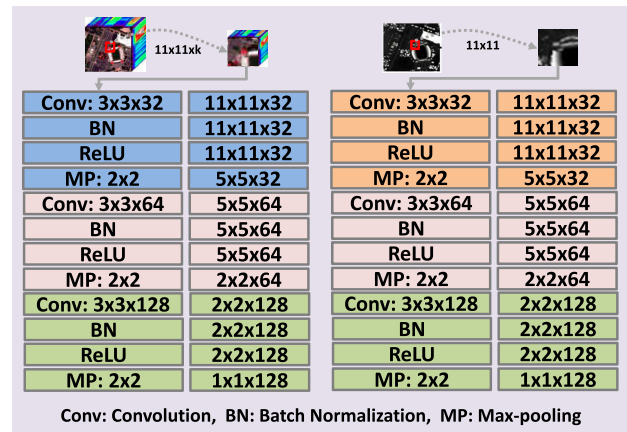 11x11xk
Conv: 3x3x32 11x11x32
BN 11x11x32
ReLU 11x11x32
MP: 2x2 5x5x32
Conv: 3x3x64 5x5x64
BN 5x5x64
ReLU 5x5x64
MP: 2x2 2x2x64
Conv: 3x3x128 2x2x128
BN 2x2x128
ReLU 2x2x128
MP: 2x2 1x1x128
11x11
Conv: 3x3x32 11x11x32
BN 11x11x32
ReLU 11x11x32
MP: 2x2 5x5x32
Conv: 3x3x64 5x5x64
BN 5x5x64
ReLU 5x5x64
MP: 2x2 2x2x64
Conv: 3x3x128 2x2x128
BN 2x2x128
ReLU 2x2x128
MP: 2x2 1x1x128
Conv: Convolution, BN: Batch Normalization, MP: Max-pooling